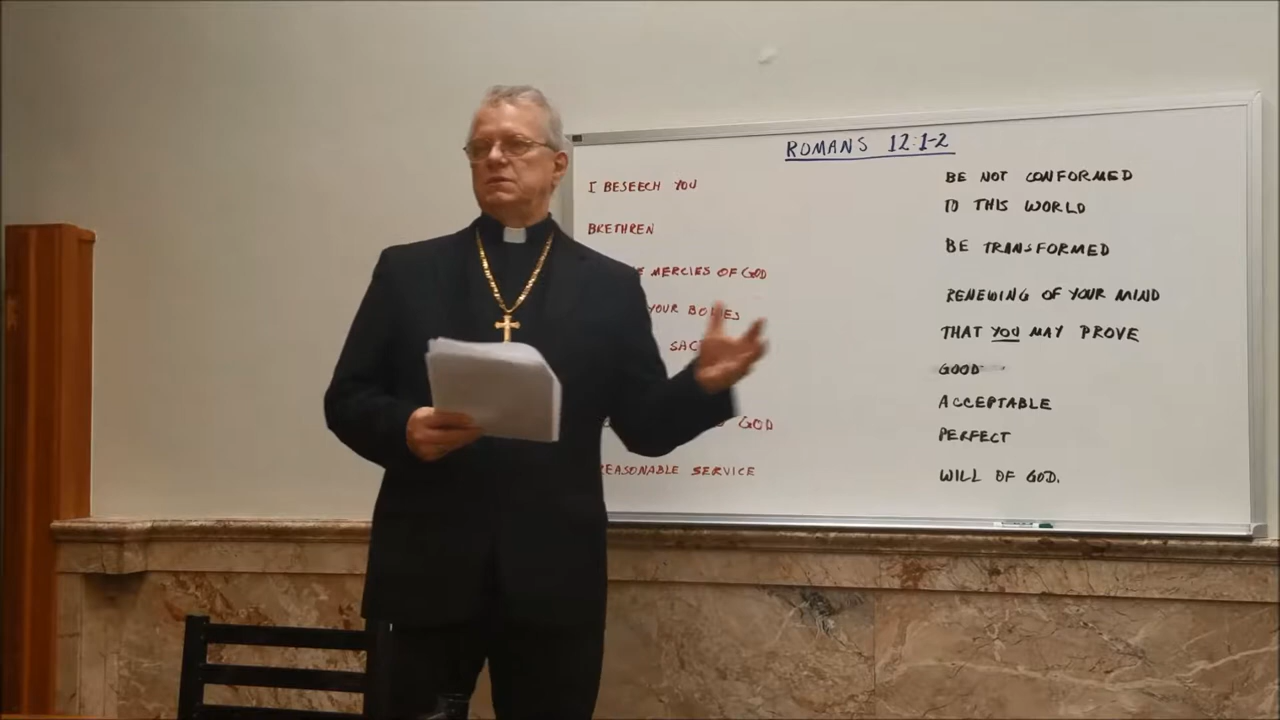 ROMANS 12:1-2
I BESEECH YOU
BRETHREN
MERCIES OF GOD
YOUR BODIES
GOD
REASONABLE SERVICE
BE NOT CONFORMED
TO THIS WORLD
BE TRANSFORMED
RENEWING OF YOUR MIND
THAT YOU MAY PROVE
GOOD
ACCEPTABLE
PERFECT
WILL OF GOD.